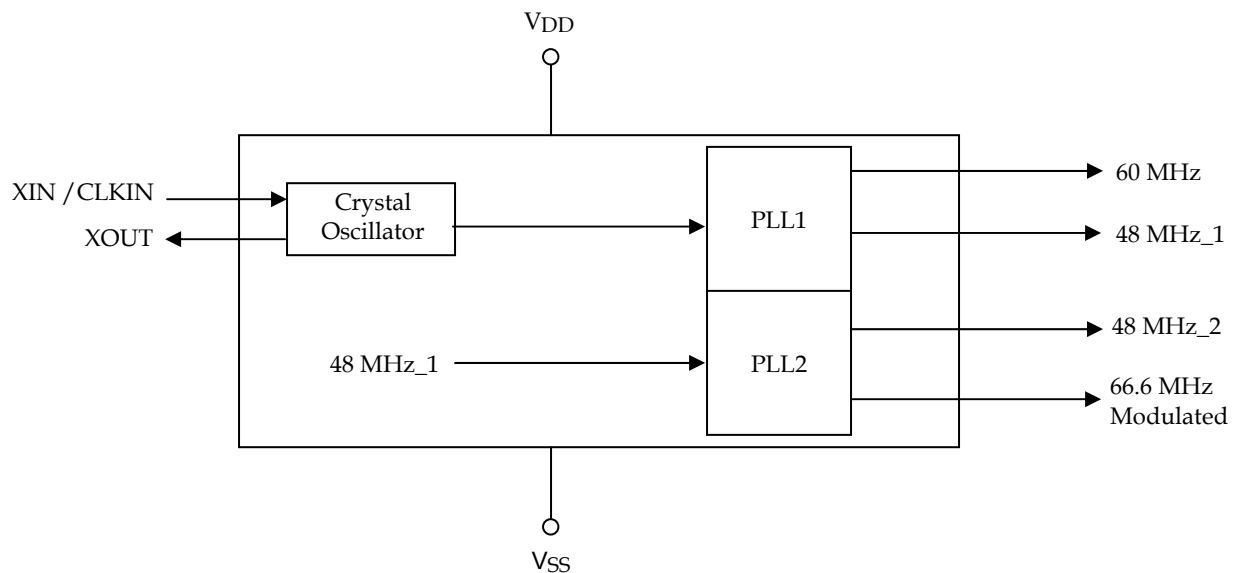 VDD
XIN /CLKIN
XOUT
Crystal
Oscillator
PLL1
60 MHz
48 MHz_1
48 MHz_1
PLL2
48 MHz_2
66.6 MHz
Modulated
VSS